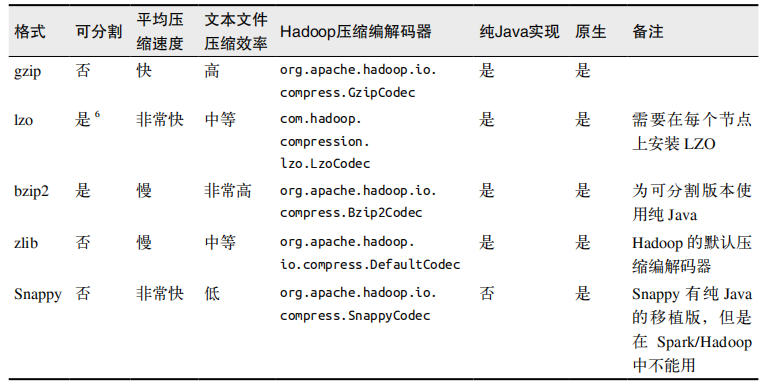 格式 可分割 平均压缩速度 文本文件压缩效率 Hadoop压缩编解码器 纯Java实现 原生 备注
gzip 否 快 高 org.apache.hadoop.io. 是 是
compress.GzipCodec
lzo 是 6 非常快 中等 com.hadoop. 是 是 需要在每个节点
compression. 上安装 LZO
lzo.LzoCodec
bzip2 是 慢 非常高 org.apache.hadoop.io. 是 是 为可分割版本使
compress.Bzip2Codec 用纯 Java
zlib 否 慢 中等 org.apache.hadoop. 是 是 Hadoop 的默认压
io.compress.DefaultCodec 缩编解码器
Snappy 否 非常快 低 org.apache.hadoop.io. 否 是 Snappy 有纯 Java
compress.SnappyCodec 的移植版，但是
在 Spark/Hadoop
中不能用